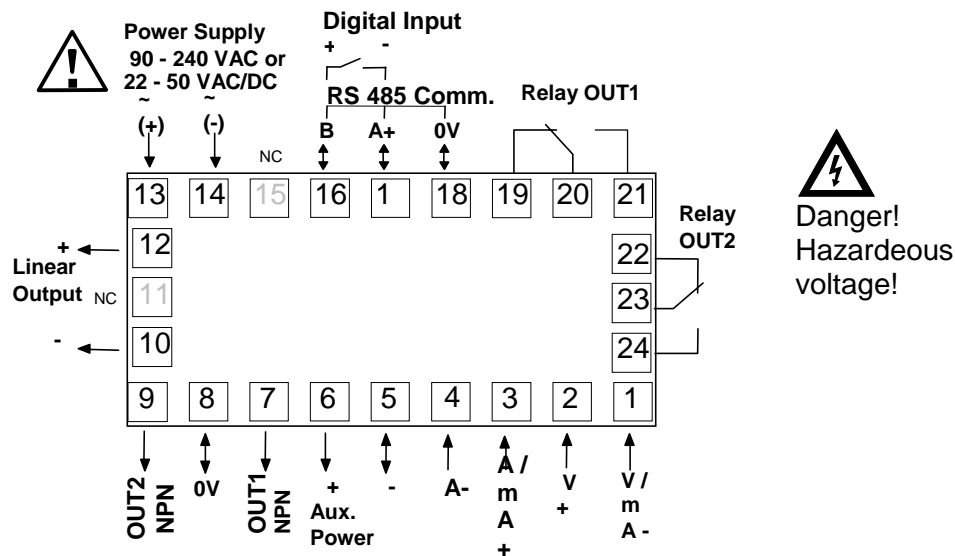 Power Supply
90 - 240 VAC or
22 - 50 VAC/DC
~ ~
(+) (-)
Digital Input
+ -
RS 485 Comm.
B A+ 0V
Relay OUT1
NC
13 14 15 16 1 18 19 20 21
Relay
OUT2
Danger!
Hazardeous
voltage!
+
Linear
Output
NC
-
12
11
10
22
23
24
9 8 7 6 5 4 3 2 1
OUT2
NPN
0V
OUT1
NPN
+
Aux.
Power
-
A-
A /
m
A
+
V
+
V /
m
A -